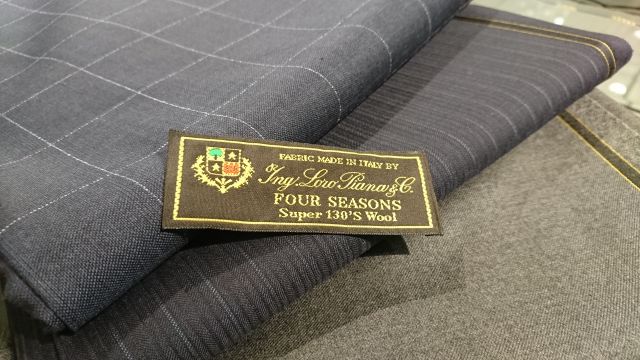 FABRIC MADE IN ITALY BY
Ing. Loro Piana & C.
FOUR SEASONS
Super 130'S Wool